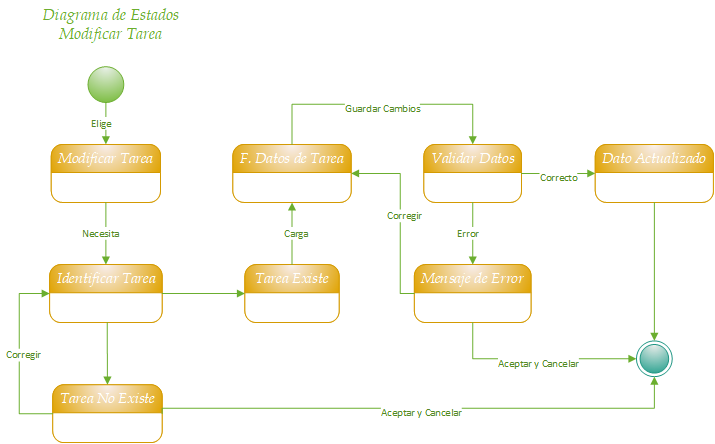 Diagrama de Estados
Modificar Tarea
Guardar Cambios
Elige
Modificar Tarea
F. Datos de Tarea
Validar Datos
Dato Actualizado
Correcto
Corregir
Necesita
Carga
Error
Identificar Tarea
Tarea Existe
Mensaje de Error
Corregir
Aceptar y Cancelar
Tarea No Existe
Aceptar y Cancelar